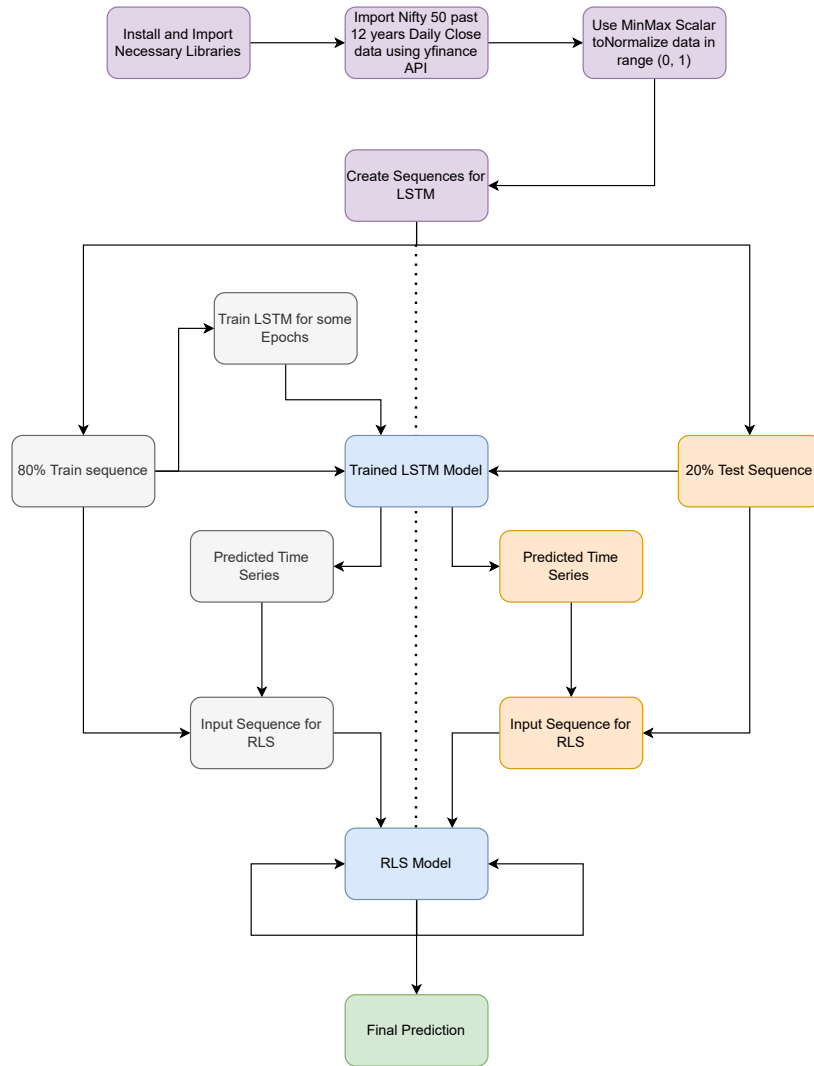 Install and Import
Necessary Libraries
Import Nifty 50 past
12 years Daily Close
data using yfinance
API
Use MinMax Scalar
toNormalize data in
range (0, 1)
Create Sequences for
LSTM
Train LSTM for some
Epochs
80% Train sequence
Trained LSTM Model
20% Test Sequence
Predicted Time
Series
Predicted Time
Series
Input Sequence for
RLS
Input Sequence for
RLS
RLS Model
Final Prediction